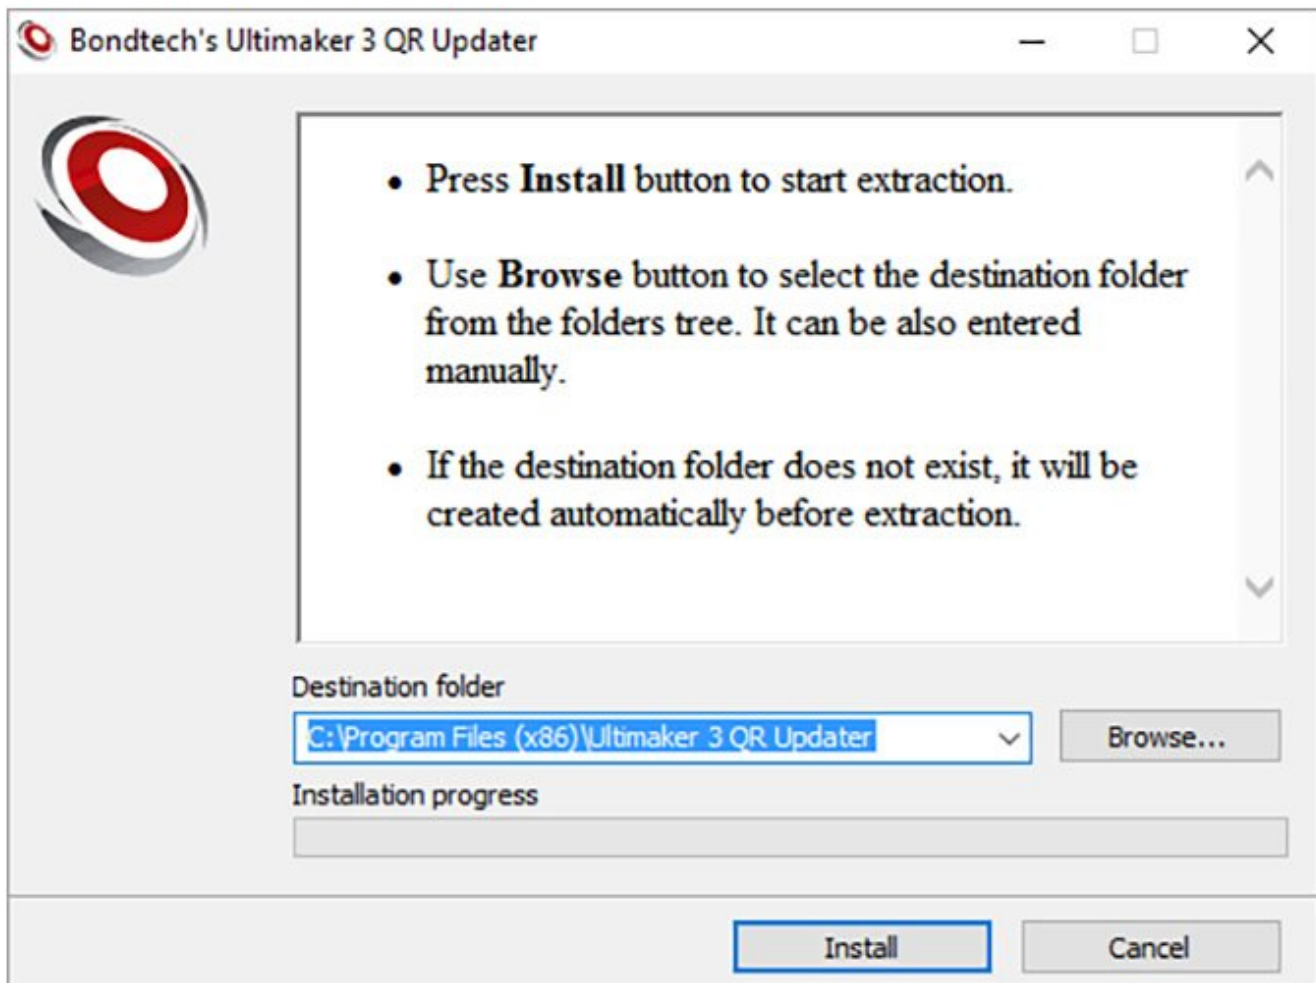 Bondtech's Ultimaker 3 QR Updater
Press Install button to start extraction.
Use Browse button to select the destination folder
from the folders tree. It can be also entered
manually.
If the destination folder does not exist, it will be
created automatically before extraction.
Destination folder
C:\Program Files (x86)\Ultimaker 3 QR Updater
Browse...
Installation progress
Install
Cancel